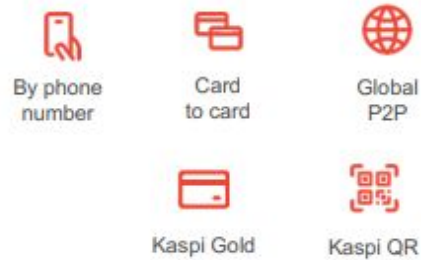 By phone
number
Card
to card
Global
P2P
Kaspi Gold
Kaspi QR